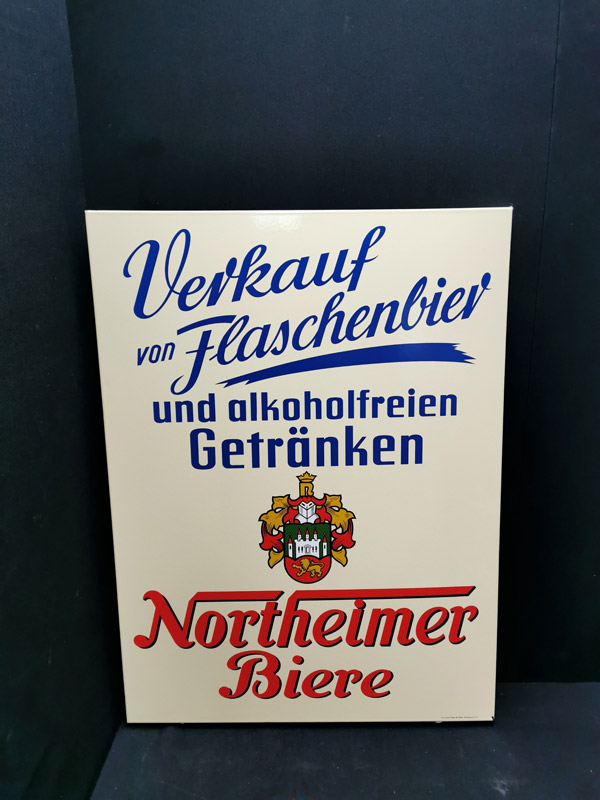 Verkauf
von Flaschenbier
und alkoholfreien
Getränken
Northeimer
Biere